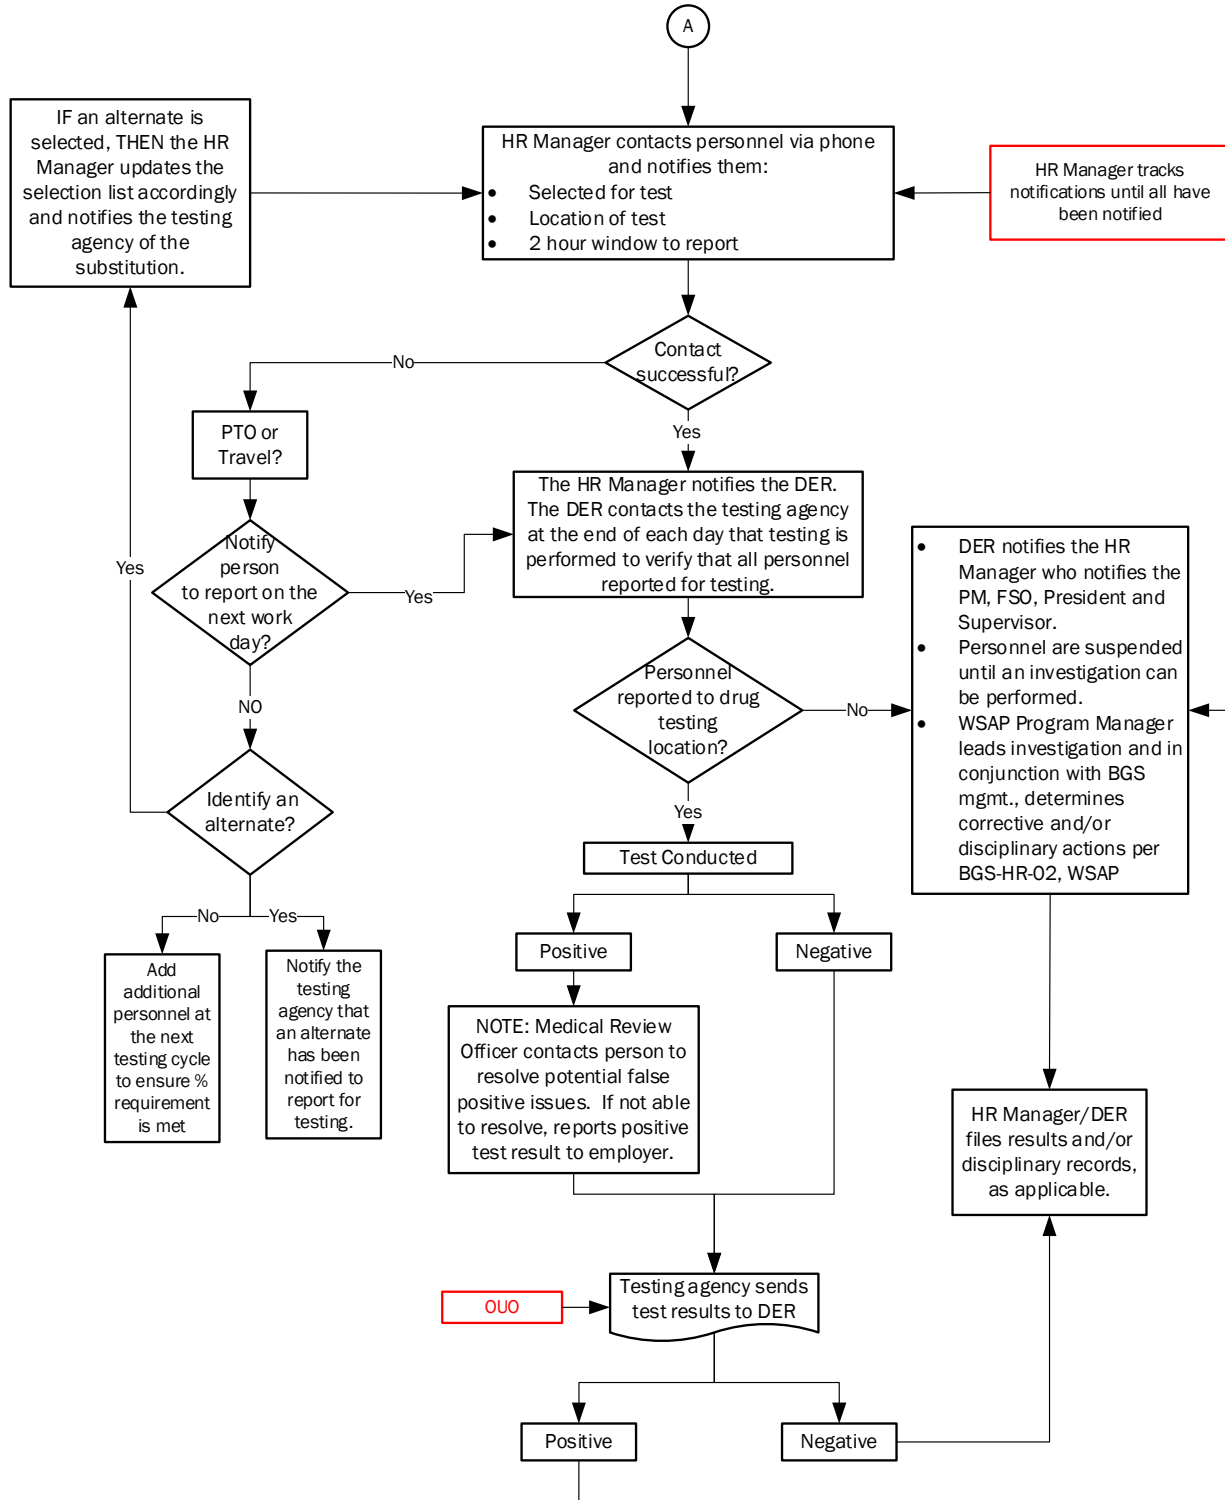 A
IF an alternate is
selected, THEN the HR
Manager updates the
selection list accordingly
and notifies the testing
agency of the
substitution.
HR Manager contacts personnel via phone
and notifies them:
• Selected for test
• Location of test
• 2 hour window to report
HR Manager tracks
notifications until all have
been notified
Contact
successful?
No
Yes
PTO or
Travel?
The HR Manager notifies the DER.
The DER contacts the testing agency
at the end of each day that testing is
performed to verify that all personnel
reported for testing.
Notify
person
to report on the
next work
day?
Yes
Yes
NO
• DER notifies the HR
Manager who notifies the
PM, FSO, President and
Supervisor.
• Personnel are suspended
until an investigation can
be performed.
• WSAP Program Manager
leads investigation and in
conjunction with BGS
mgmt., determines
corrective and/or
disciplinary actions per
BGS-HR-02, WSAP
Personnel
reported to drug
testing
location?
No
Yes
Identify an
alternate?
No
Yes
Test Conducted
Positive
Negative
Add
additional
personnel at
the next
testing cycle
to ensure %
requirement
is met
Notify the
testing
agency that
an alternate
has been
notified to
report for
testing.
NOTE: Medical Review
Officer contacts person to
resolve potential false
positive issues.  If not able
to resolve, reports positive
test result to employer.
HR Manager/DER
files results and/or
disciplinary records,
as applicable.
OUO
Testing agency sends
test results to DER
Positive
Negative